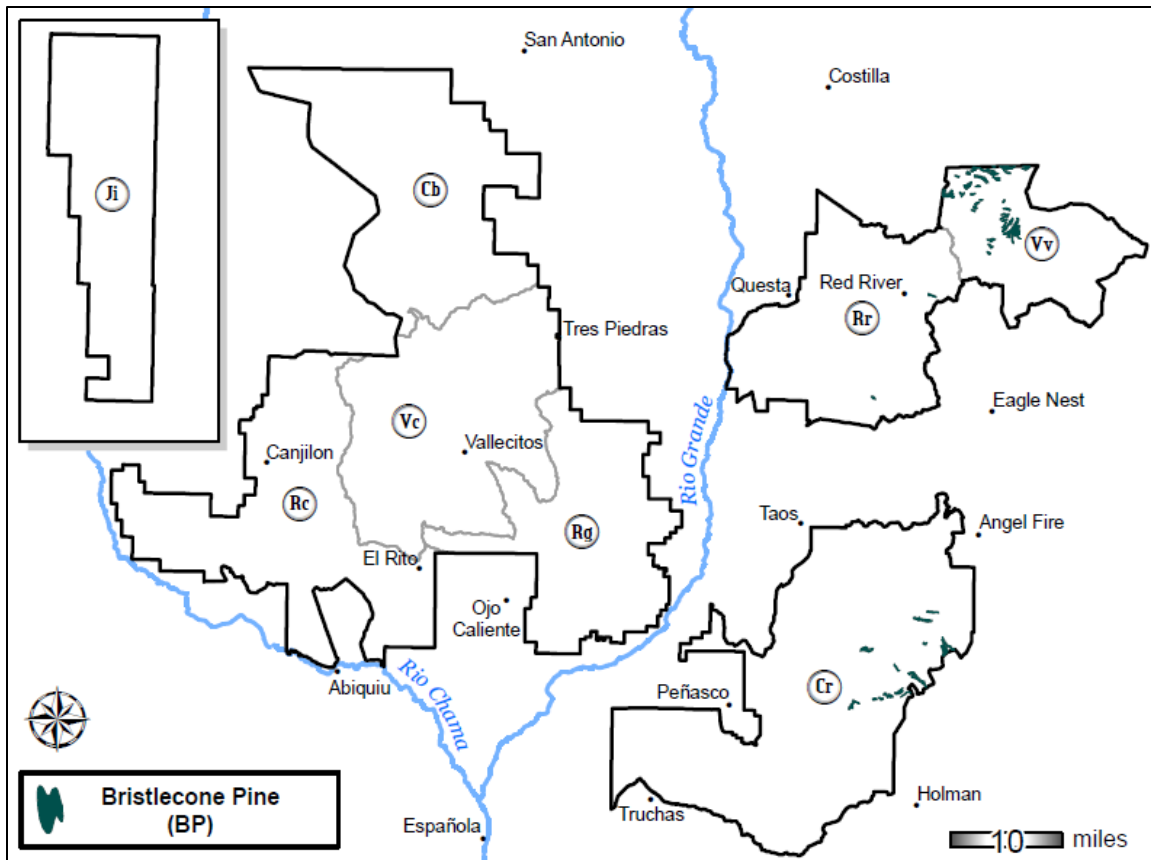 San Antonio
Costilla
Ji
Cb
Vv
Questa
Red River
Rr
Tres Piedras
Eagle Nest
Vc
Vallecitos
Canjilon
Rio Grande
Rc
Rg
Taos
Angel Fire
El Rito
Ojo
Caliente
Abiquiu
Rio Chama
Peñasco
Cr
Bristlecone Pine
(BP)
Truchas
Holman
Española
10 miles